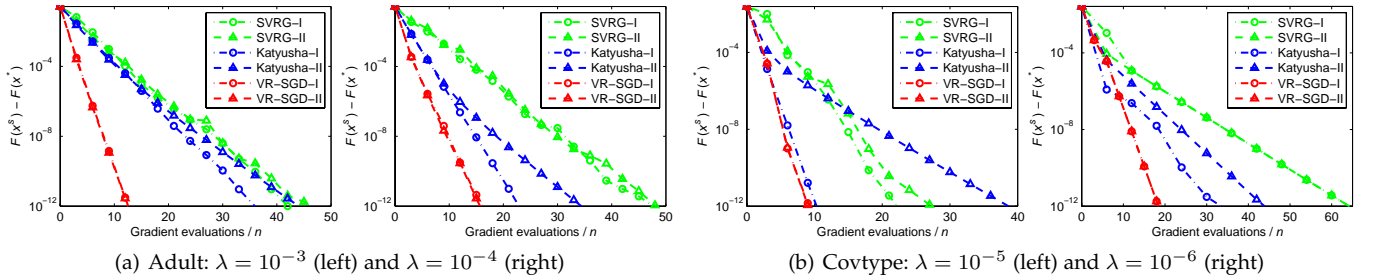 F(x^s) − F(x^*)
10^−4
10^−8
10^−12
0 10 20 30 40 50
Gradient evaluations / n
SVRG−I
SVRG−II
Katyusha−I
Katyusha−II
VR−SGD−I
VR−SGD−II
F(x^s) − F(x^*)
10^−4
10^−8
10^−12
0 10 20 30 40 50
Gradient evaluations / n
SVRG−I
SVRG−II
Katyusha−I
Katyusha−II
VR−SGD−I
VR−SGD−II
(a) Adult: λ = 10^−3 (left) and λ = 10^−4 (right)
F(x^s) − F(x^*)
10^−4
10^−8
10^−12
0 10 20 30 40
Gradient evaluations / n
SVRG−I
SVRG−II
Katyusha−I
Katyusha−II
VR−SGD−I
VR−SGD−II
F(x^s) − F(x^*)
10^−4
10^−8
10^−12
0 12 24 36 48 60
Gradient evaluations / n
SVRG−I
SVRG−II
Katyusha−I
Katyusha−II
VR−SGD−I
VR−SGD−II
(b) Covtype: λ = 10^−5 (left) and λ = 10^−6 (right)